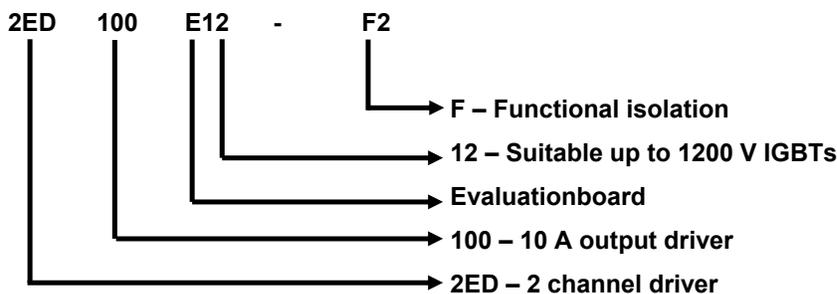 2ED 100 E12 - F2
F – Functional isolation
12 – Suitable up to 1200 V IGBTs
Evaluationboard
100 – 10 A output driver
2ED – 2 channel driver